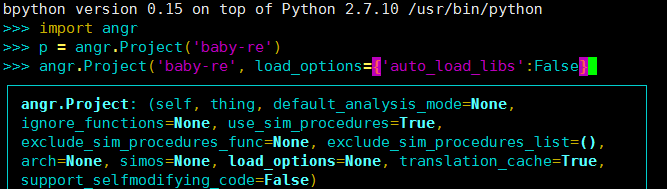 bpython version 0.15 on top of Python 2.7.10 /usr/bin/python
>>> import angr
>>> p = angr.Project('baby-re')
>>> angr.Project('baby-re', load_options={'auto_load_libs':False}
angr.Project: (self, thing, default_analysis_mode=None,
ignore_functions=None, use_sim_procedures=True,
exclude_sim_procedures_func=None, exclude_sim_procedures_list=(),
arch=None, simos=None, load_options=None, translation_cache=True,
support_selfmodifying_code=False)